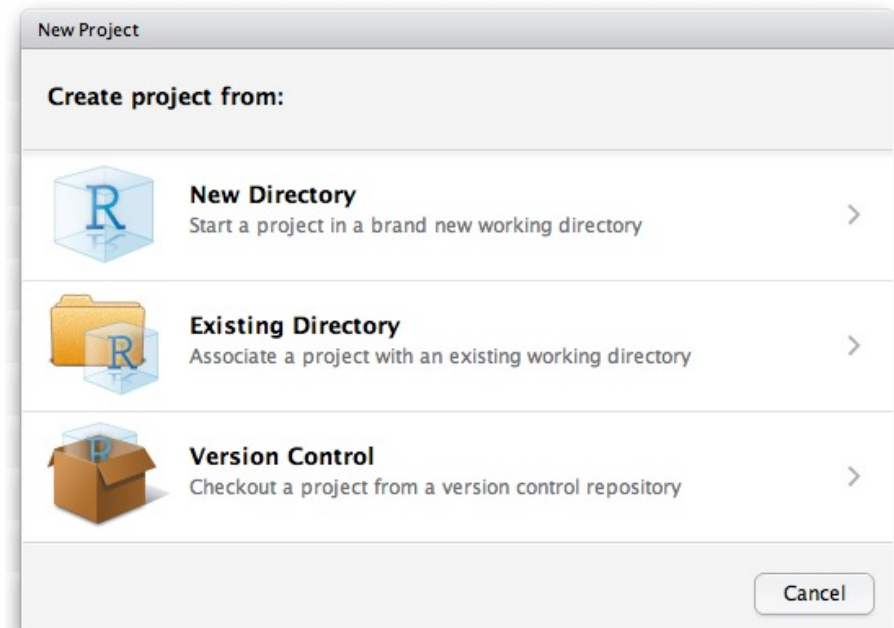 New Project
Create project from:
R
New Directory
Start a project in a brand new working directory
R
Existing Directory
Associate a project with an existing working directory
R
Version Control
Checkout a project from a version control repository
Cancel